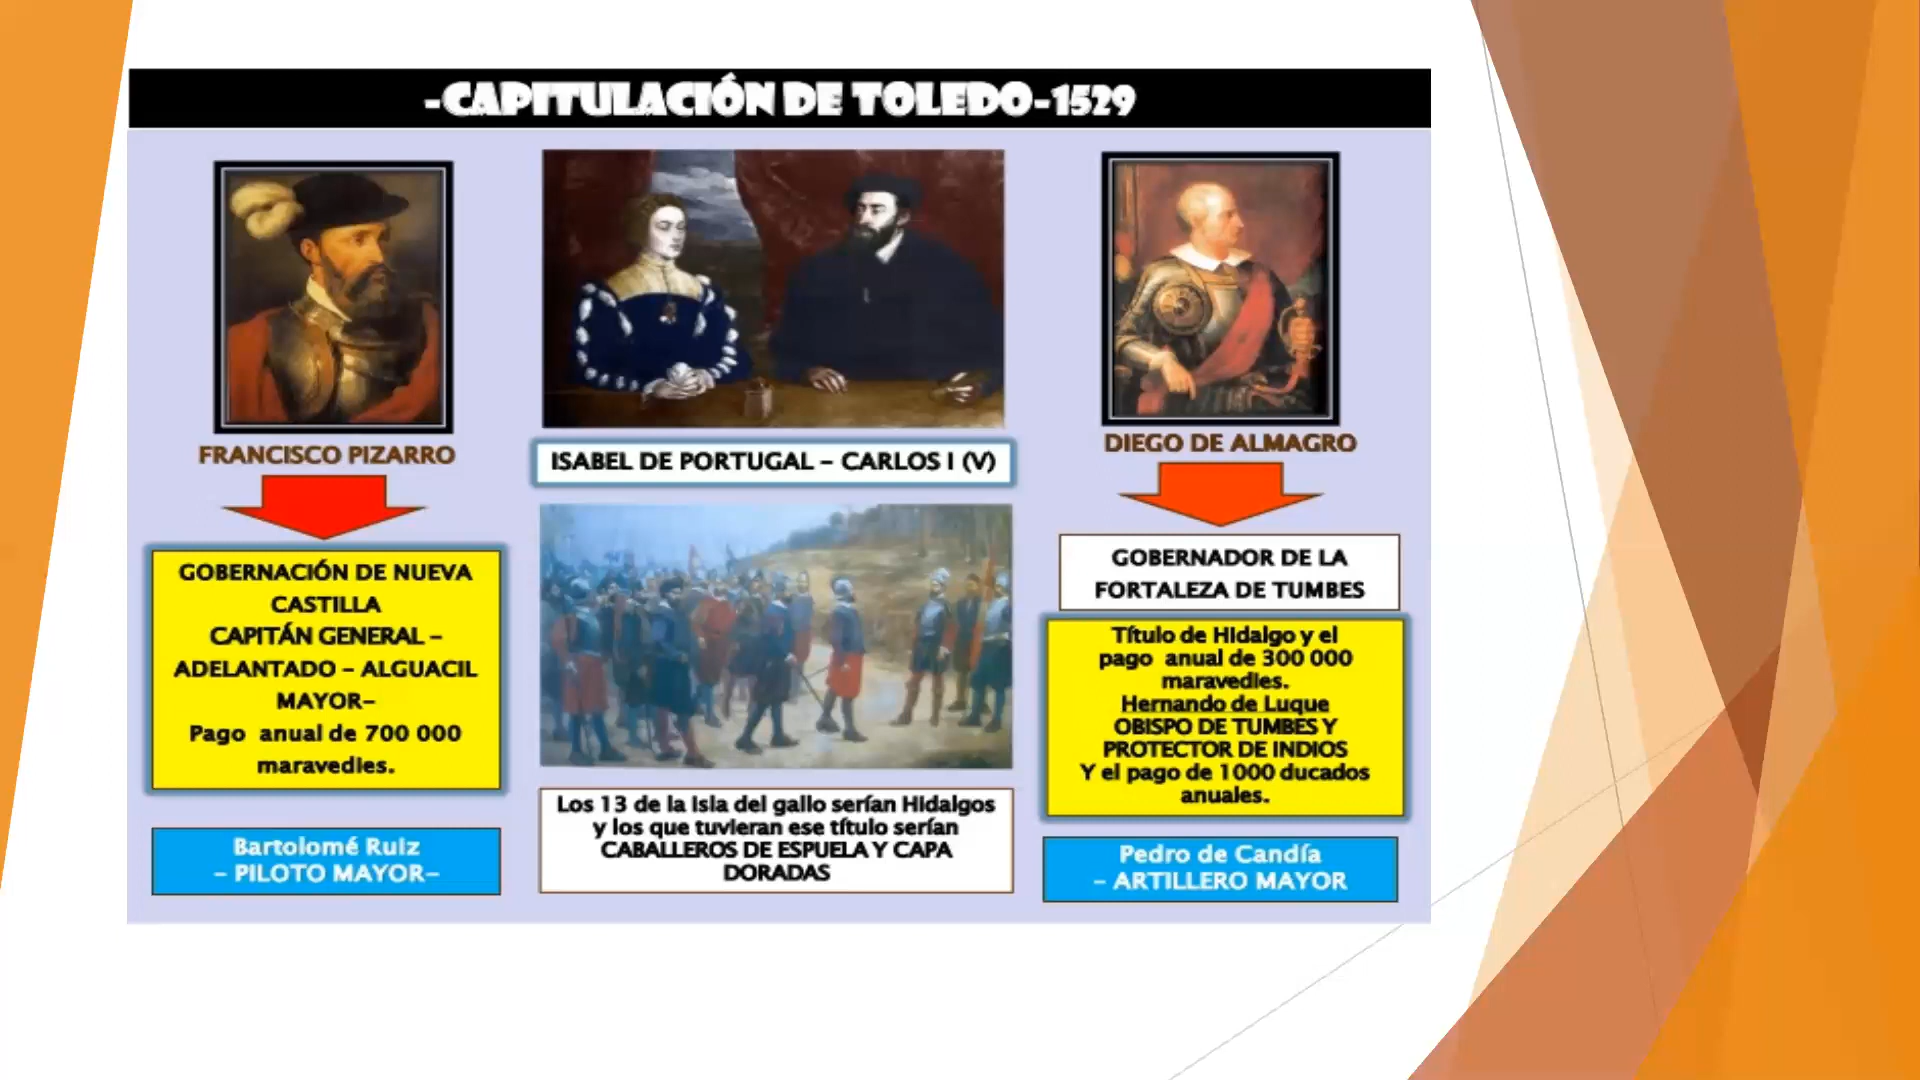 -CAPITULACIÓN DE TOLEDO-1529
FRANCISCO PIZARRO
GOBERNACIÓN DE NUEVA
CASTILLA
CAPITÁN GENERAL –
ADELANTADO – ALGUACIL
MAYOR–
Pago anual de 700 000
maravedíes.
Bartolomé Ruiz
– PILOTO MAYOR–
ISABEL DE PORTUGAL – CARLOS I (V)
Los 13 de la isla del gallo serían Hidalgos
y los que tuvieran ese título serían
CABALLEROS DE ESPUELA Y CAPA
DORADAS
DIEGO DE ALMAGRO
GOBERNADOR DE LA
FORTALEZA DE TUMBES
Título de Hidalgo y el
pago anual de 300 000
maravedíes.
Hernando de Luque
OBISPO DE TUMBES Y
PROTECTOR DE INDIOS
Y el pago de 1000 ducados
anuales.
Pedro de Candía
– ARTILLERO MAYOR